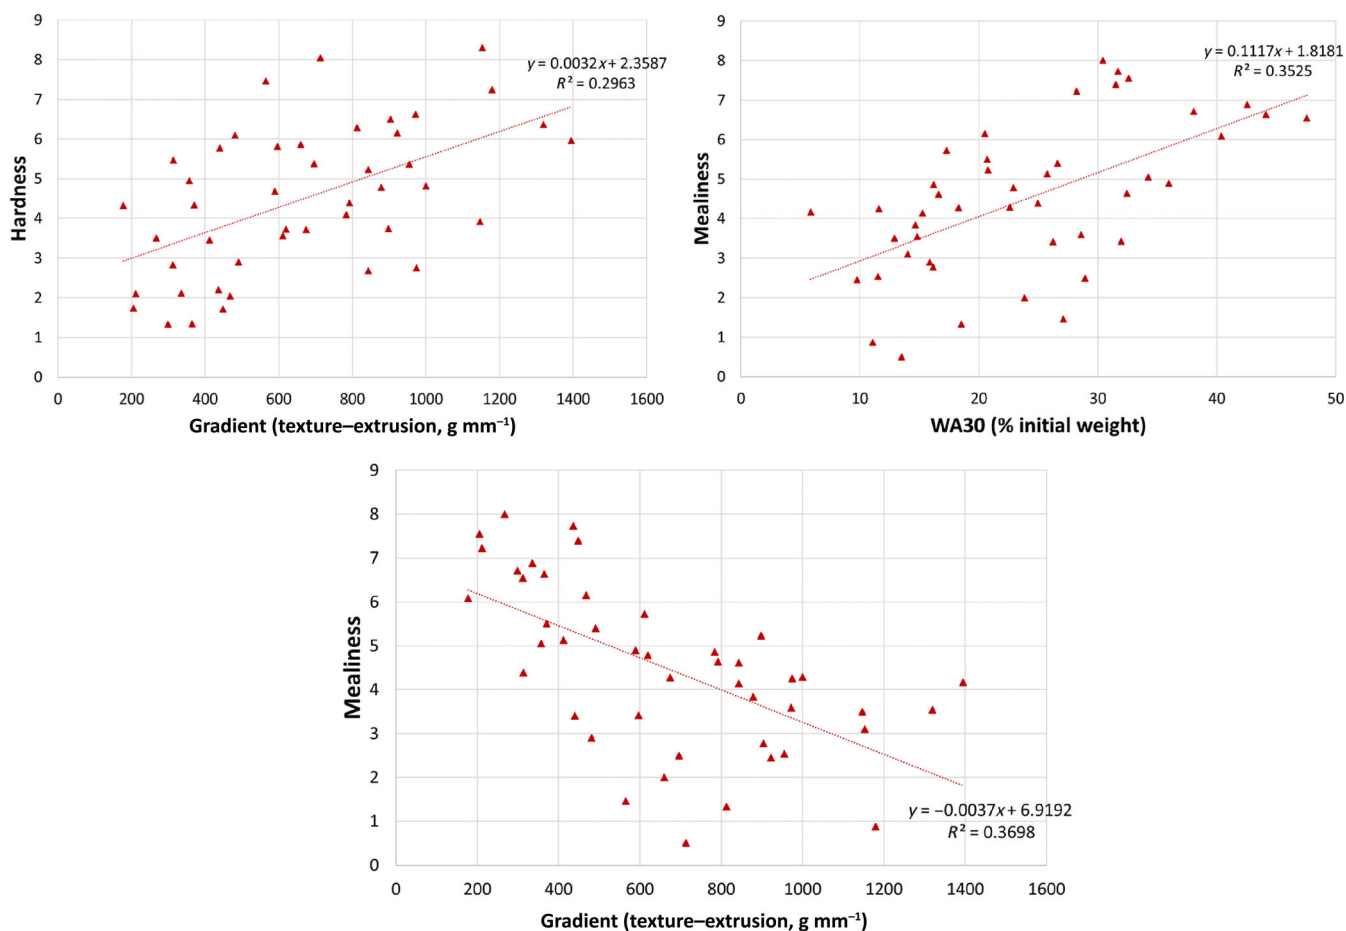 9
8
7
6
5
4
3
2
1
0
Hardness
y = 0.0032x + 2.3587
R² = 0.2963
0 200 400 600 800 1000 1200 1400 1600
Gradient (texture–extrusion, g mm⁻¹)
9
8
7
6
5
4
3
2
1
0
Mealiness
y = 0.1117x + 1.8181
R² = 0.3525
0 10 20 30 40 50
WA30 (% initial weight)
9
8
7
6
5
4
3
2
1
0
Mealiness
y = −0.0037x + 6.9192
R² = 0.3698
0 200 400 600 800 1000 1200 1400 1600
Gradient (texture–extrusion, g mm⁻¹)